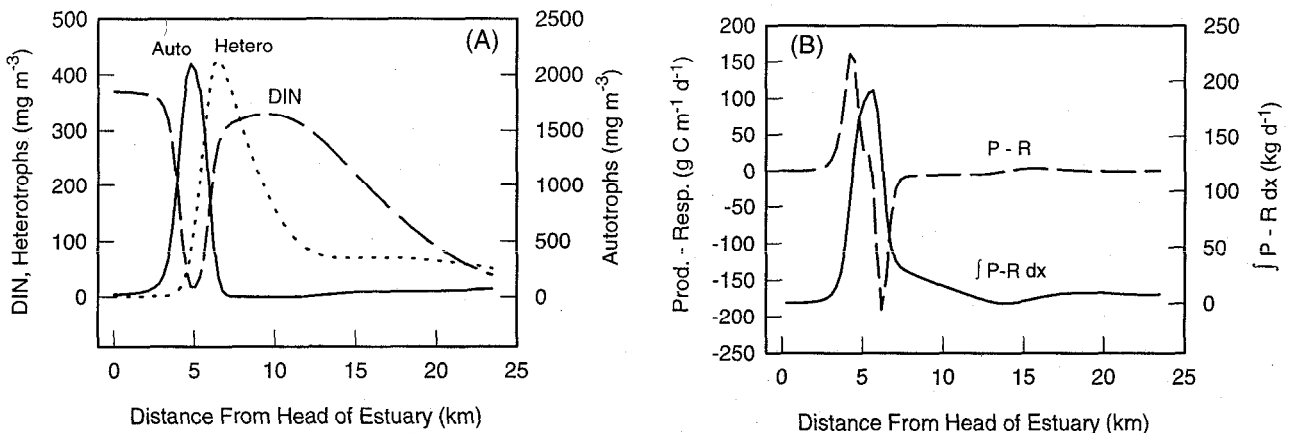 (A)
Auto
Hetero
DIN
500
400
300
200
100
0
DIN, Heterotrophs (mg m-3)
2500
2000
1500
1000
500
0
Autotrophs (mg m-3)
0 5 10 15 20 25
Distance From Head of Estuary (km)
(B)
P - R
∫ P-R dx
200
150
100
50
0
-50
-100
-150
-200
-250
Prod. - Resp. (g C m-1 d-1)
250
200
150
100
50
0
∫ P - R dx (kg d-1)
0 5 10 15 20 25
Distance From Head of Estuary (km)